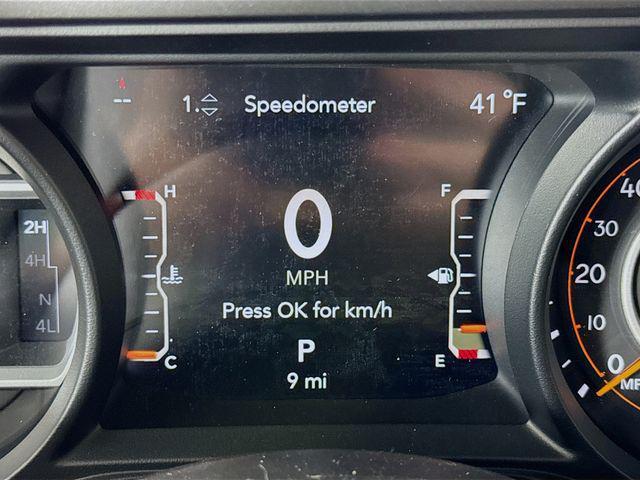 1. Speedometer 41°F
H F
0
MPH
Press OK for km/h
P
C E
9 mi
2H
4H
N
4L
40
30
20
10
0